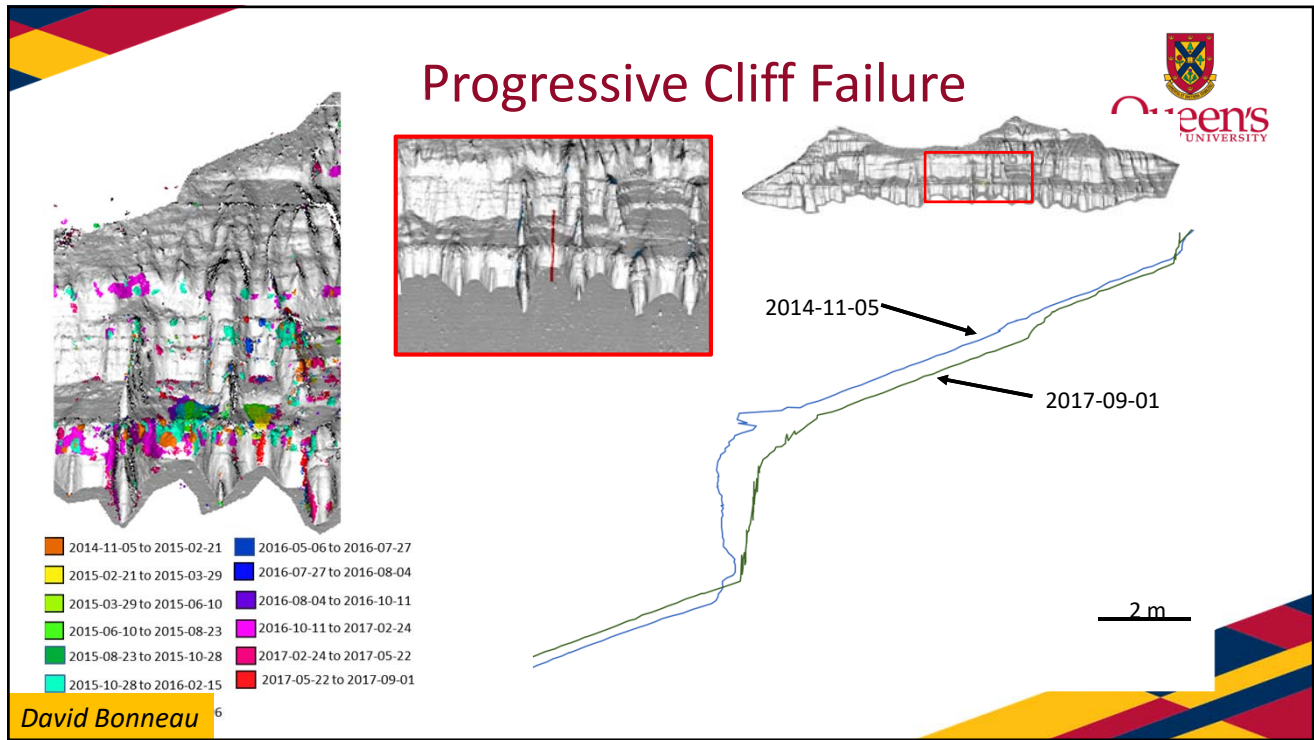 Progressive Cliff Failure
Queen's
UNIVERSITY
2014-11-05
2017-09-01
2 m
2014-11-05 to 2015-02-21
2015-02-21 to 2015-03-29
2015-03-29 to 2015-06-10
2015-06-10 to 2015-08-23
2015-08-23 to 2015-10-28
2015-10-28 to 2016-02-15
6
2016-05-06 to 2016-07-27
2016-07-27 to 2016-08-04
2016-08-04 to 2016-10-11
2016-10-11 to 2017-02-24
2017-02-24 to 2017-05-22
2017-05-22 to 2017-09-01
David Bonneau